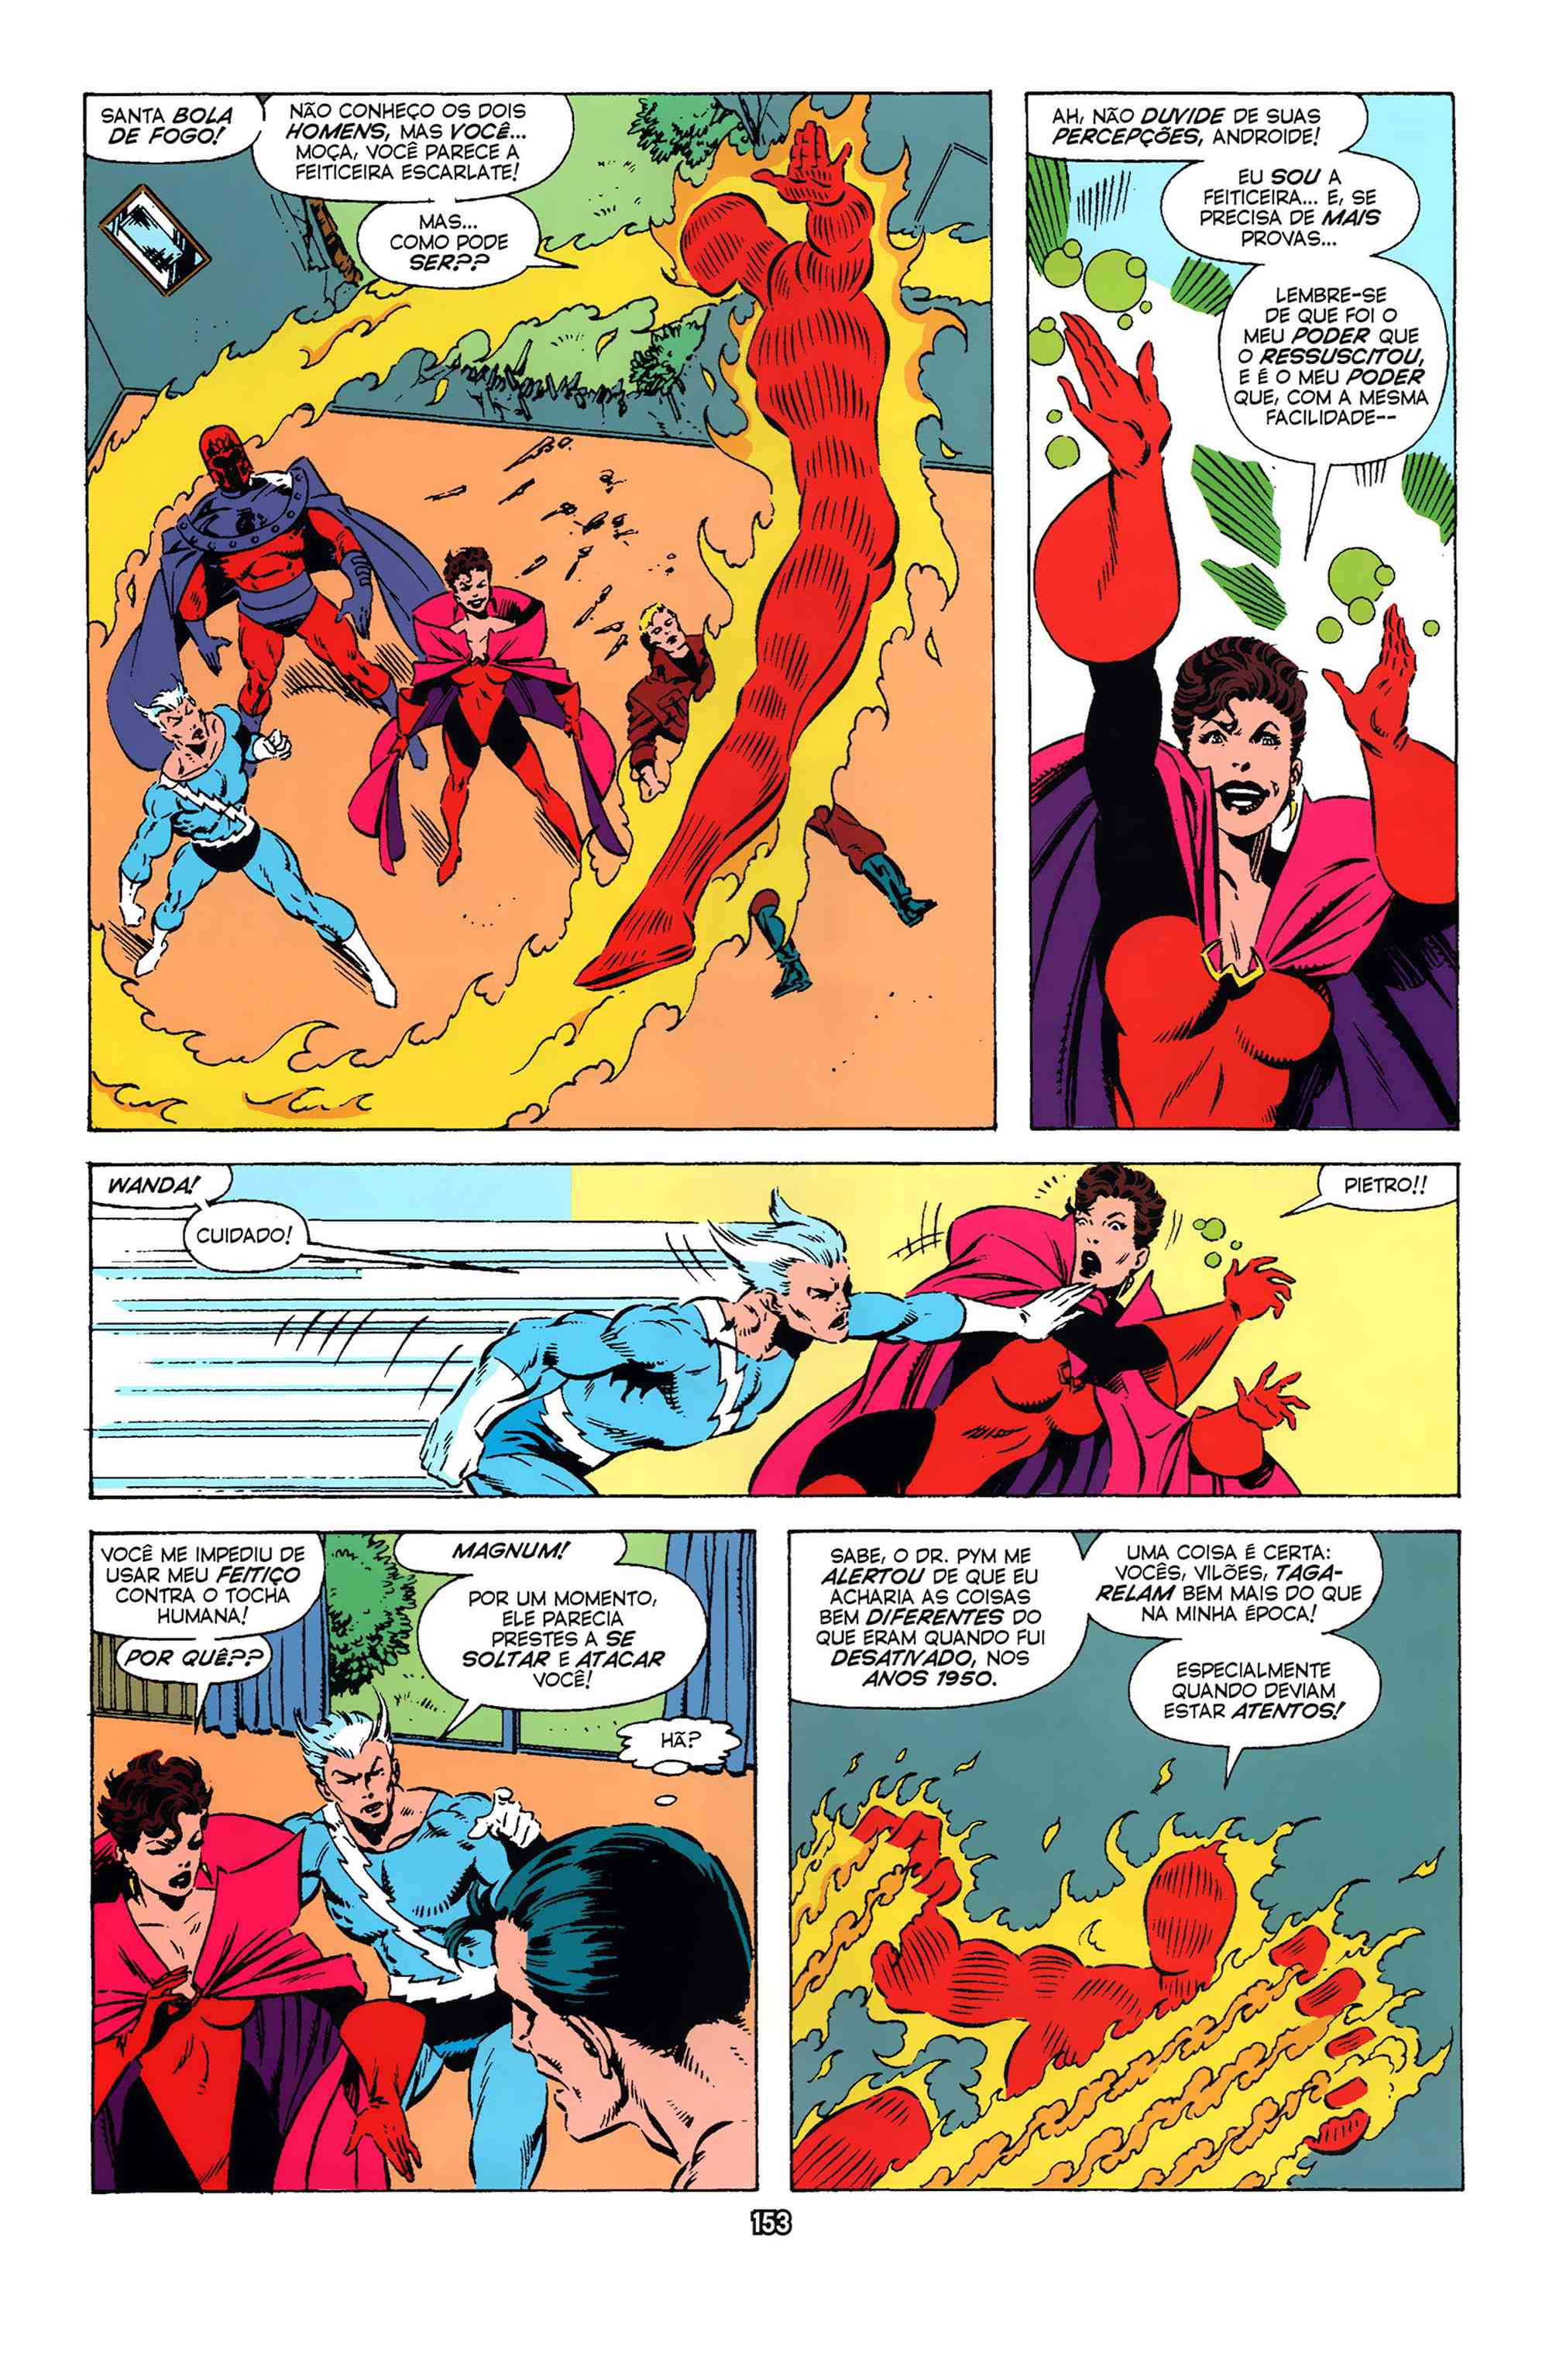 SANTA BOLA
DE FOGO!
NÃO CONHEÇO OS DOIS
HOMENS, MAS VOCÊ...
MOÇA, VOCÊ PARECE A
FEITICEIRA ESCARLATE!
MAS...
COMO PODE
SER??
AH, NÃO DUVIDE DE SUAS
PERCEPÇÕES, ANDROIDE!
EU SOU A
FEITICEIRA... E, SE
PRECISA DE MAIS
PROVAS...
LEMBRE-SE
DE QUE FOI O
MEU PODER QUE
O RESSUSCITOU,
E É O MEU PODER
QUE, COM A MESMA
FACILIDADE--
WANDA!
CUIDADO!
PIETRO!!
VOCÊ ME IMPEDIU DE
USAR MEU FEITIÇO
CONTRA O TOCHA
HUMANA!
POR QUÊ??
MAGNUM!
POR UM MOMENTO,
ELE PARECIA
PRESTES A SE
SOLTAR E ATACAR
VOCÊ!
HÃ?
SABE, O DR. PYM ME
ALERTOU DE QUE EU
ACHARIA AS COISAS
BEM DIFERENTES DO
QUE ERAM QUANDO FUI
DESATIVADO, NOS
ANOS 1950.
UMA COISA É CERTA:
VOCÊS, VILÕES, TAGA-
RELAM BEM MAIS DO QUE
NA MINHA ÉPOCA!
ESPECIALMENTE
QUANDO DEVIAM
ESTAR ATENTOS!
153